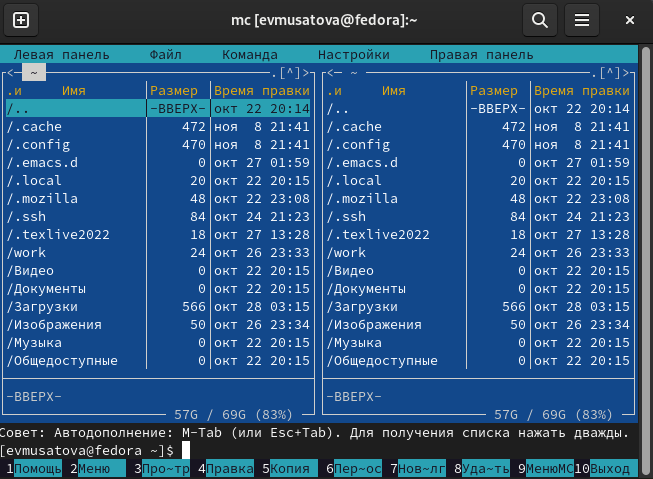 mc [evmusatova@fedora]:~
Левая панель Файл Команда Настройки Правая панель
<─ ~ .[^]> <─ ~ .[^]>
.и Имя Размер Время правки .и Имя Размер Время правки
/.. -ВВЕРХ- окт 22 20:14 /.. -ВВЕРХ- окт 22 20:14
/.cache 472 ноя 8 21:41 /.cache 472 ноя 8 21:41
/.config 470 ноя 8 21:41 /.config 470 ноя 8 21:41
/.emacs.d 0 окт 27 01:59 /.emacs.d 0 окт 27 01:59
/.local 20 окт 22 20:15 /.local 20 окт 22 20:15
/.mozilla 48 окт 22 23:08 /.mozilla 48 окт 22 23:08
/.ssh 84 окт 24 21:23 /.ssh 84 окт 24 21:23
/.texlive2022 18 окт 27 13:28 /.texlive2022 18 окт 27 13:28
/work 24 окт 26 23:33 /work 24 окт 26 23:33
/Видео 0 окт 22 20:15 /Видео 0 окт 22 20:15
/Документы 0 окт 22 20:15 /Документы 0 окт 22 20:15
/Загрузки 566 окт 28 03:15 /Загрузки 566 окт 28 03:15
/Изображения 50 окт 26 23:34 /Изображения 50 окт 26 23:34
/Музыка 0 окт 22 20:15 /Музыка 0 окт 22 20:15
/Общедоступные 0 окт 22 20:15 /Общедоступные 0 окт 22 20:15
-ВВЕРХ- -ВВЕРХ-
57G / 69G (83%) 57G / 69G (83%)
Совет: Автодополнение: M-Tab (или Esc+Tab). Для получения списка нажать дважды.
[evmusatova@fedora ~]$
1Помощь 2Меню 3Про~тр 4Правка 5Копия 6Пер~ос 7Нов~лг 8Уда~ть 9МенюМС 10Выход